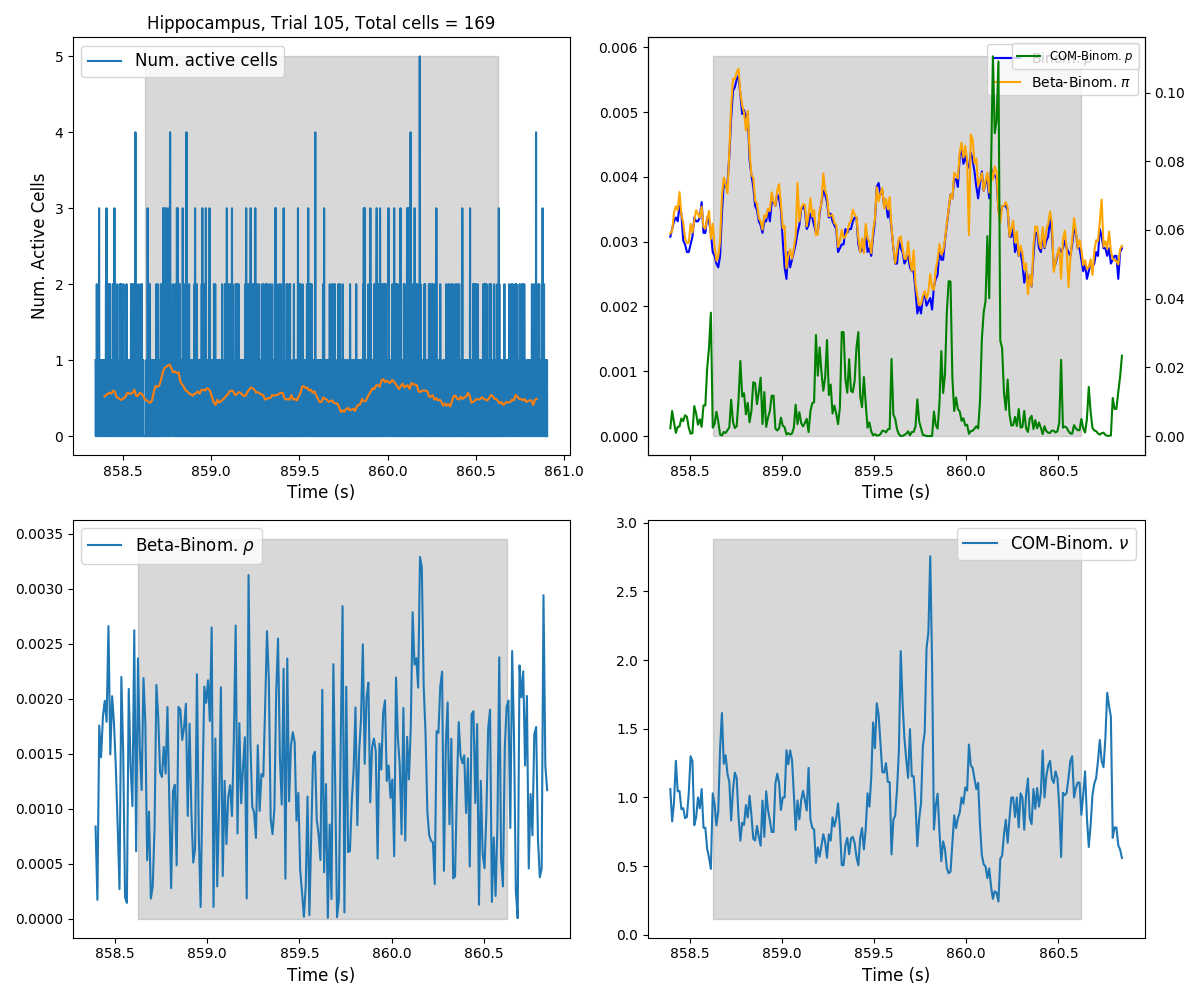 Hippocampus, Trial 105, Total cells = 169
Num. active cells
Num. Active Cells
5
4
3
2
1
0
858.5 859.0 859.5 860.0 860.5 861.0
Time (s)
COM-Binom. p
Beta-Binom. π
0.006
0.005
0.004
0.003
0.002
0.001
0.000
0.10
0.08
0.06
0.04
0.02
0.00
858.5 859.0 859.5 860.0 860.5
Time (s)
Beta-Binom. ρ
0.0035
0.0030
0.0025
0.0020
0.0015
0.0010
0.0005
0.0000
858.5 859.0 859.5 860.0 860.5
Time (s)
COM-Binom. ν
3.0
2.5
2.0
1.5
1.0
0.5
0.0
858.5 859.0 859.5 860.0 860.5
Time (s)